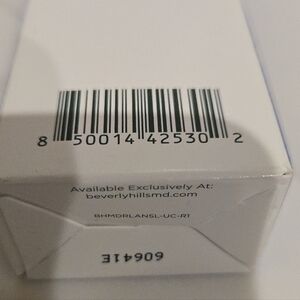 8 50014 42530 2
Available Exclusively At:
beverlyhillsmd.com
BHMDRLANSL-UC-R1
60641E